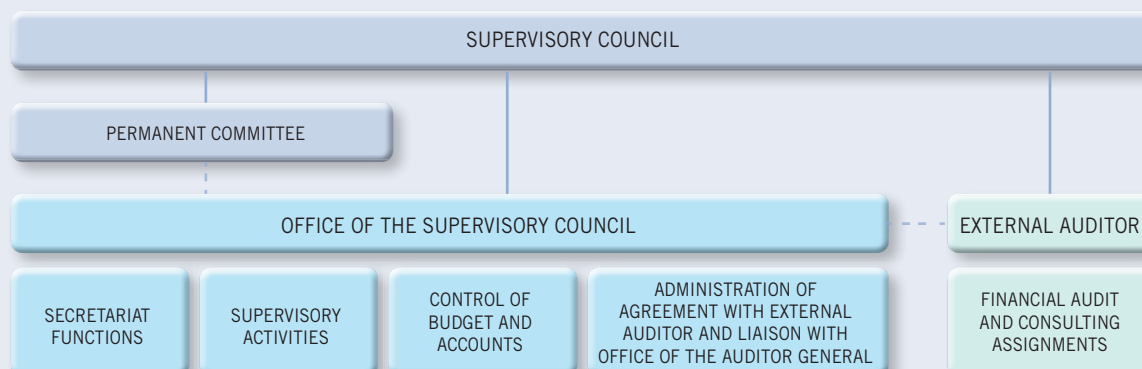 SUPERVISORY COUNCIL
PERMANENT COMMITTEE
OFFICE OF THE SUPERVISORY COUNCIL
EXTERNAL AUDITOR
SECRETARIAT
FUNCTIONS
SUPERVISORY
ACTIVITIES
CONTROL OF
BUDGET AND
ACCOUNTS
ADMINISTRATION OF
AGREEMENT WITH EXTERNAL
AUDITOR AND LIAISON WITH
OFFICE OF THE AUDITOR GENERAL
FINANCIAL AUDIT
AND CONSULTING
ASSIGNMENTS